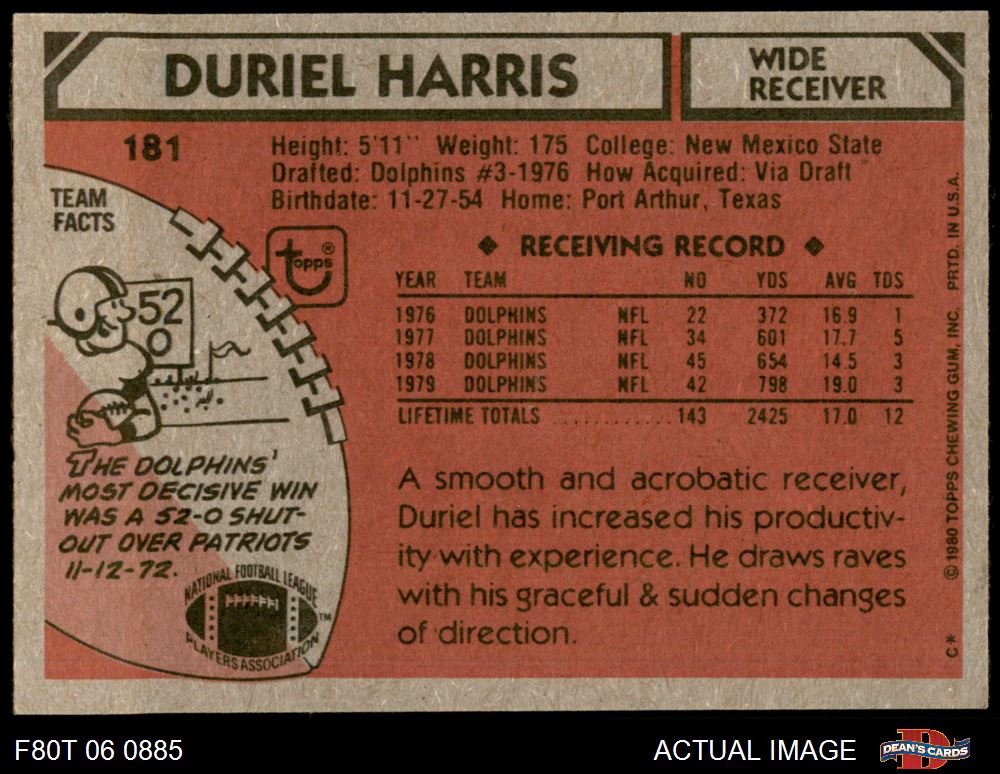 DURIEL HARRIS
WIDE
RECEIVER
181
Height: 5'11" Weight: 175 College: New Mexico State
Drafted: Dolphins #3-1976 How Acquired: Via Draft
Birthdate: 11-27-54 Home: Port Arthur, Texas
TEAM
FACTS
topps®
52
0
◆ RECEIVING RECORD ◆
YEAR TEAM NO YDS AVG TDS
1976 DOLPHINS NFL 22 372 16.9 1
1977 DOLPHINS NFL 34 601 17.7 5
1978 DOLPHINS NFL 45 654 14.5 3
1979 DOLPHINS NFL 42 798 19.0 3
LIFETIME TOTALS ............ 143 2425 17.0 12
THE DOLPHINS'
MOST DECISIVE WIN
WAS A 52-0 SHUT-
OUT OVER PATRIOTS
11-12-72.
NATIONAL FOOTBALL LEAGUE
PLAYERS ASSOCIATION
TM
A smooth and acrobatic receiver,
Duriel has increased his productiv-
ity with experience. He draws raves
with his graceful & sudden changes
of direction.
C* © 1980 TOPPS CHEWING GUM, INC. PRTD. IN U.S.A.
F80T 06 0885
ACTUAL IMAGE
DEAN'S CARDS